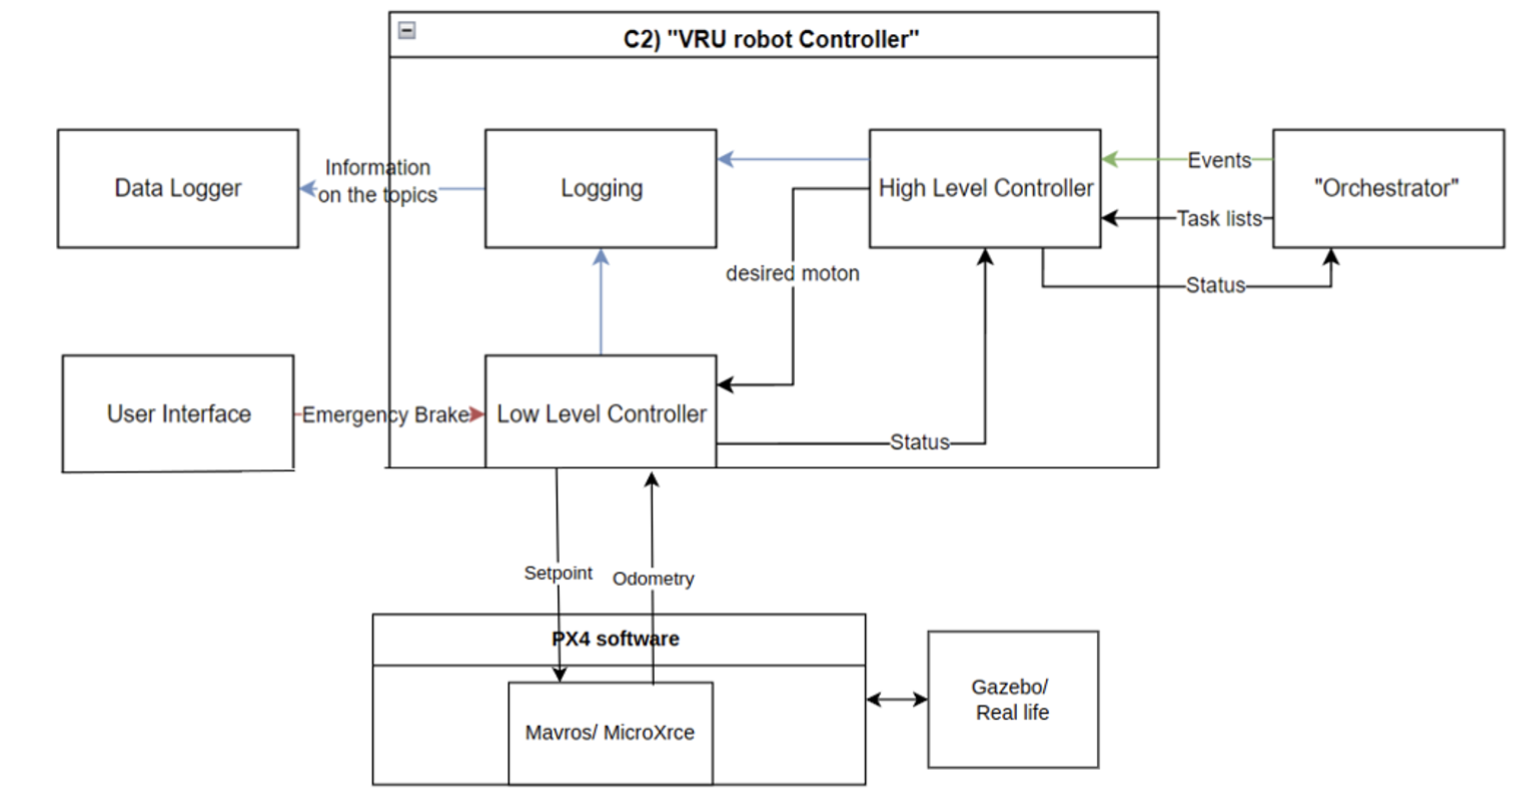 C2) "VRU robot Controller"
Data Logger
Information
on the topics
Logging
High Level Controller
Events
Task lists
"Orchestrator"
desired moton
Status
User Interface
Emergency Brake
Low Level Controller
Status
Setpoint
Odometry
PX4 software
Mavros/ MicroXrce
Gazebo/
Real life